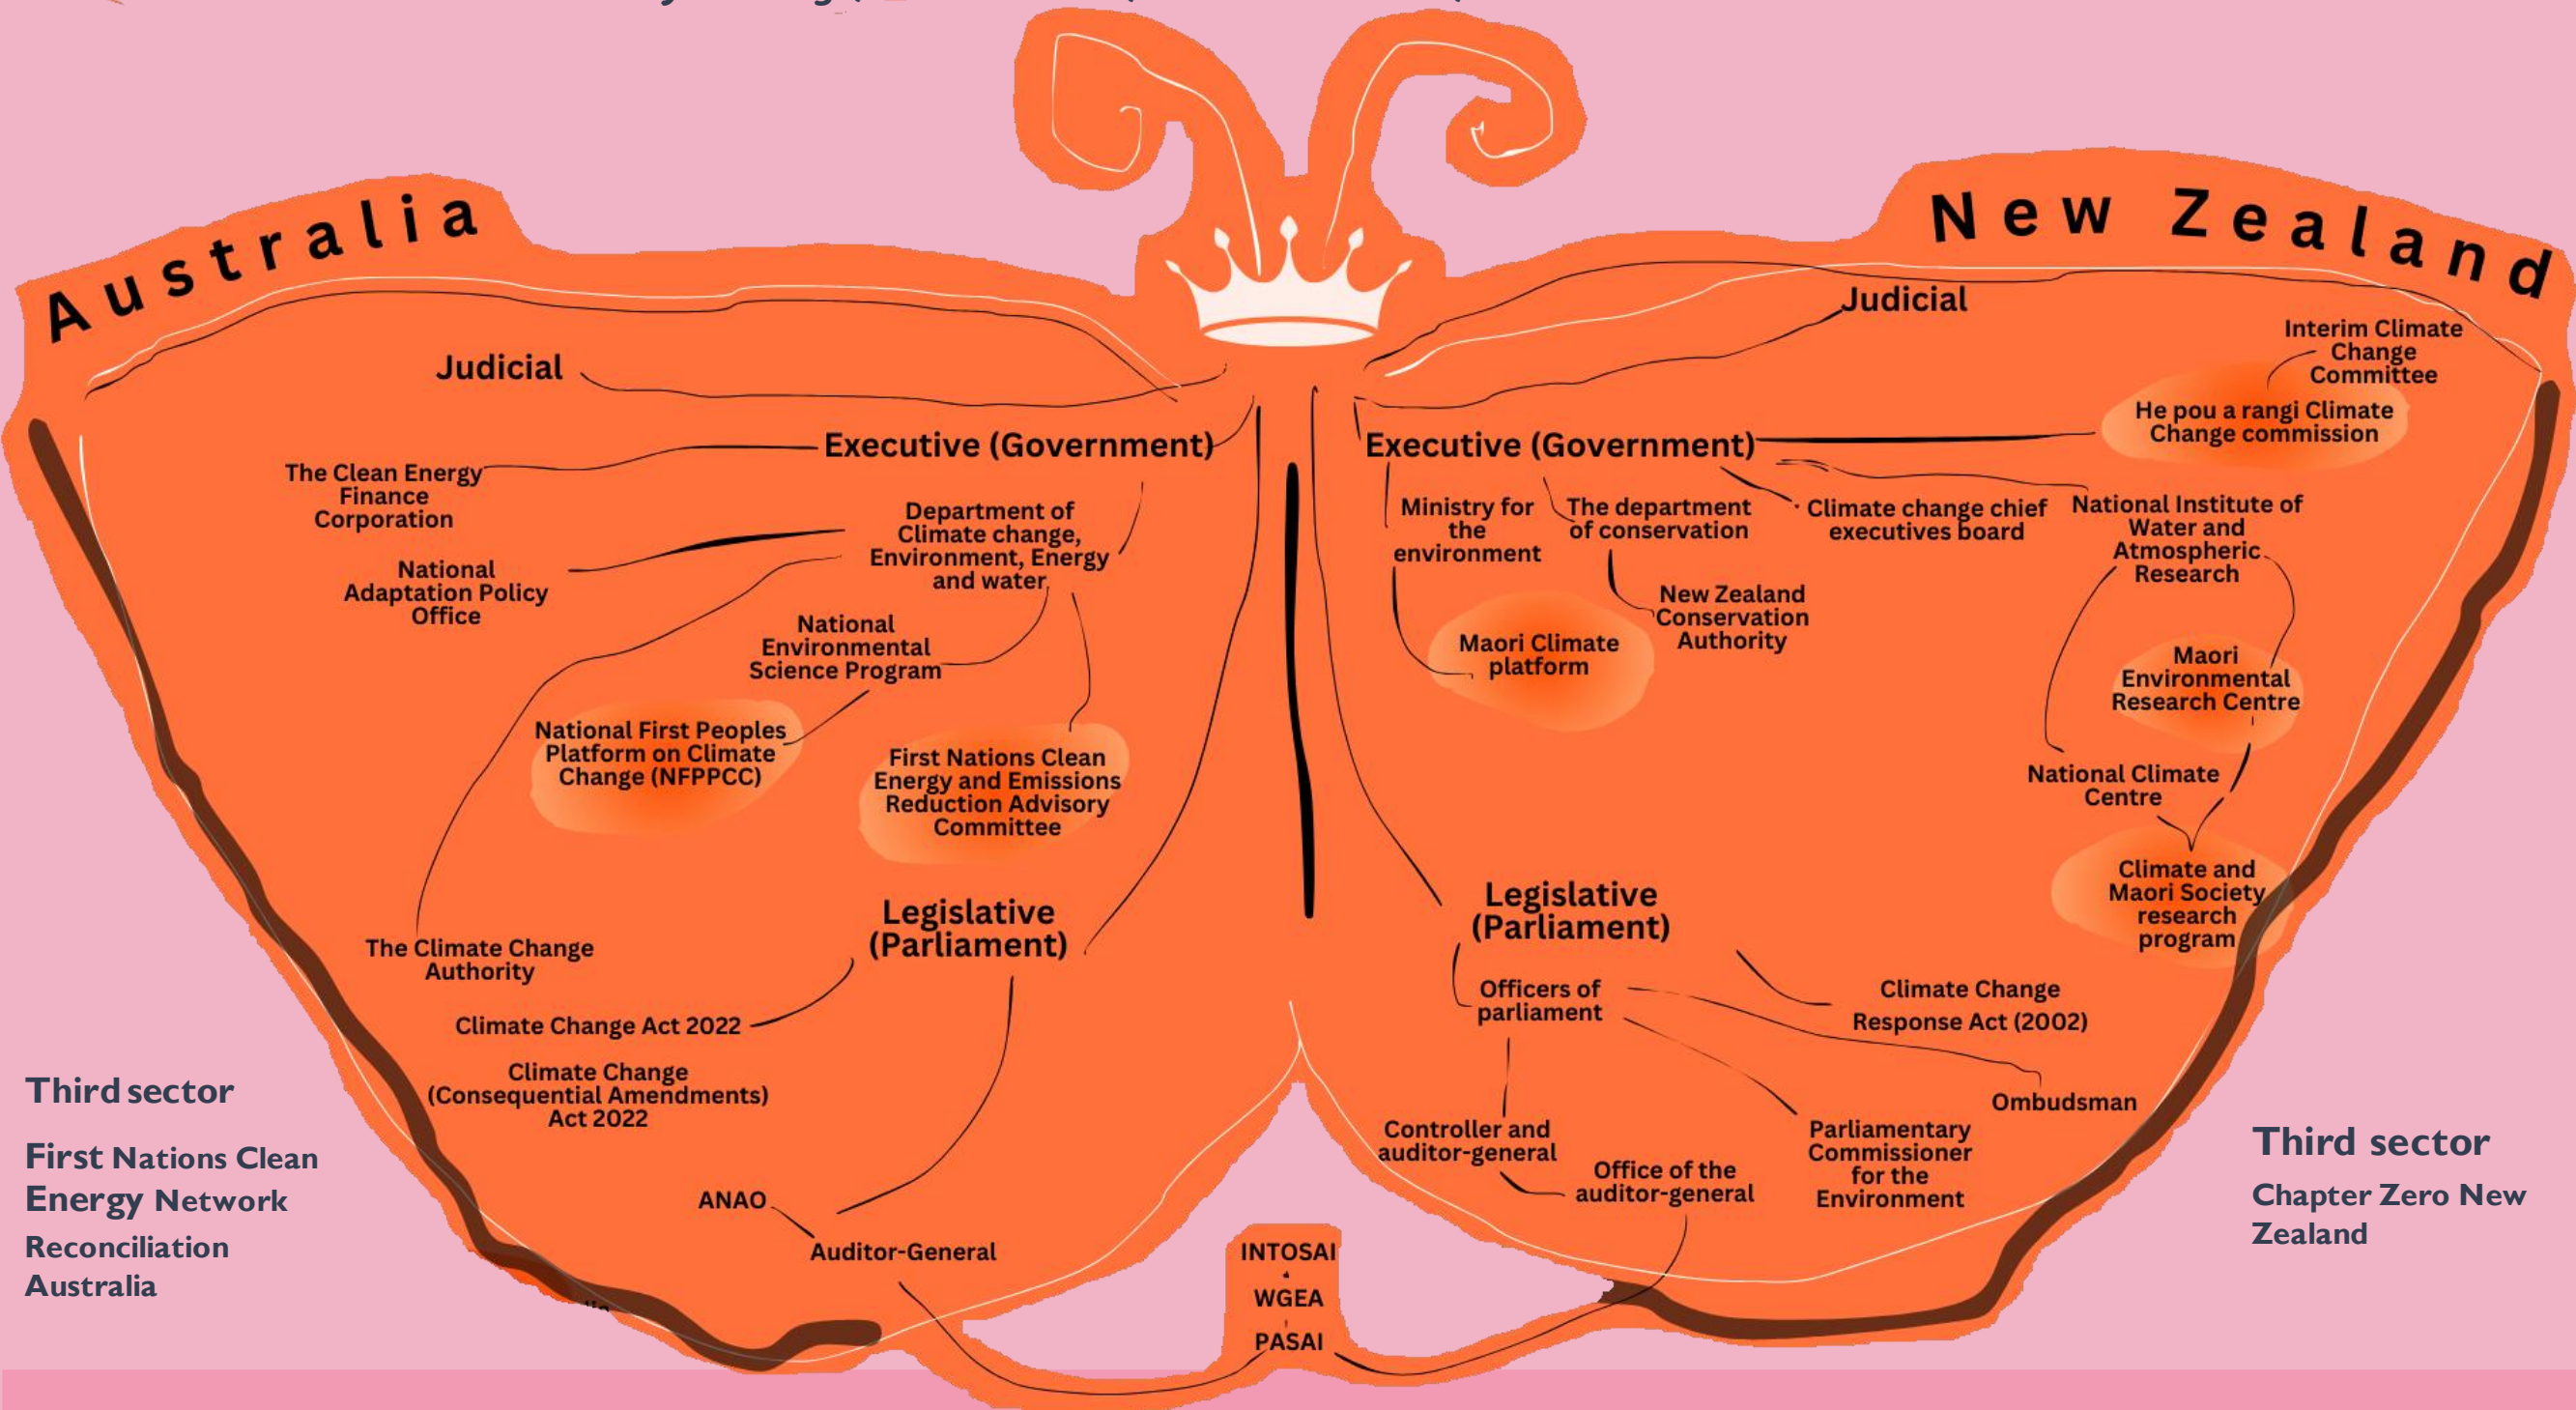 Australia
New Zealand
Judicial
Executive (Government)
The Clean Energy
Finance
Corporation
Department of
Climate change,
Environment, Energy
and water
National
Adaptation Policy
Office
National
Environmental
Science Program
National First Peoples
Platform on Climate
Change (NFPPCC)
First Nations Clean
Energy and Emissions
Reduction Advisory
Committee
Legislative
(Parliament)
The Climate Change
Authority
Climate Change Act 2022
Climate Change
(Consequential Amendments)
Act 2022
ANAO
Auditor-General
Third sector
First Nations Clean
Energy Network
Reconciliation
Australia
Judicial
Interim Climate
Change
Committee
He pou a rangi Climate
Change commission
Executive (Government)
Ministry for
the
environment
The department
of conservation
Climate change chief
executives board
National Institute of
Water and
Atmospheric
Research
New Zealand
Conservation
Authority
Maori Climate
platform
Maori
Environmental
Research Centre
National Climate
Centre
Climate and
Maori Society
research
program
Legislative
(Parliament)
Officers of
parliament
Climate Change
Response Act (2002)
Ombudsman
Controller and
auditor-general
Office of the
auditor-general
Parliamentary
Commissioner
for the
Environment
Third sector
Chapter Zero New
Zealand
INTOSAI
WGEA
PASAI